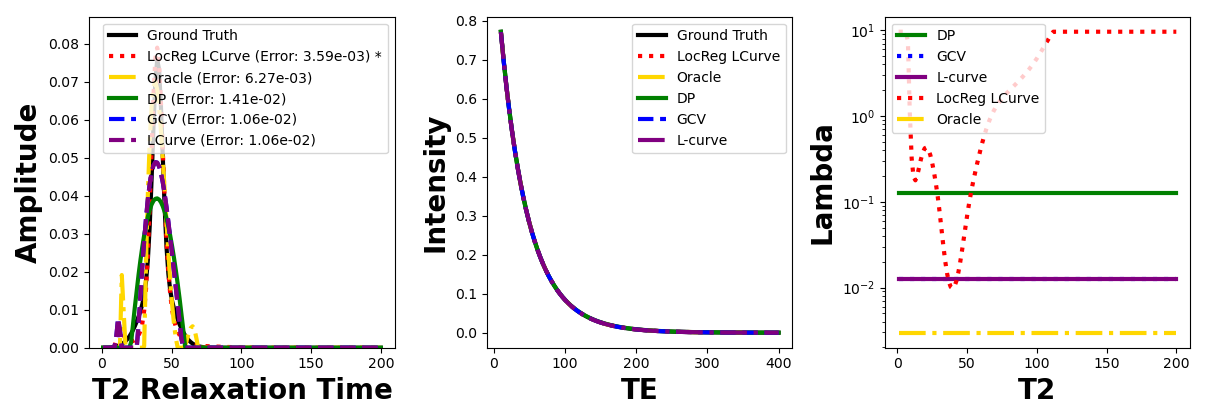 Amplitude
0.08
0.07
0.06
0.05
0.04
0.03
0.02
0.01
0.00
Ground Truth
LocReg LCurve (Error: 3.59e-03) *
Oracle (Error: 6.27e-03)
DP (Error: 1.41e-02)
GCV (Error: 1.06e-02)
LCurve (Error: 1.06e-02)
0 50 100 150 200
T2 Relaxation Time
Intensity
0.8
0.7
0.6
0.5
0.4
0.3
0.2
0.1
0.0
Ground Truth
LocReg LCurve
Oracle
DP
GCV
L-curve
0 100 200 300 400
TE
Lambda
10¹
10⁰
10⁻¹
10⁻²
DP
GCV
L-curve
LocReg LCurve
Oracle
0 50 100 150 200
T2